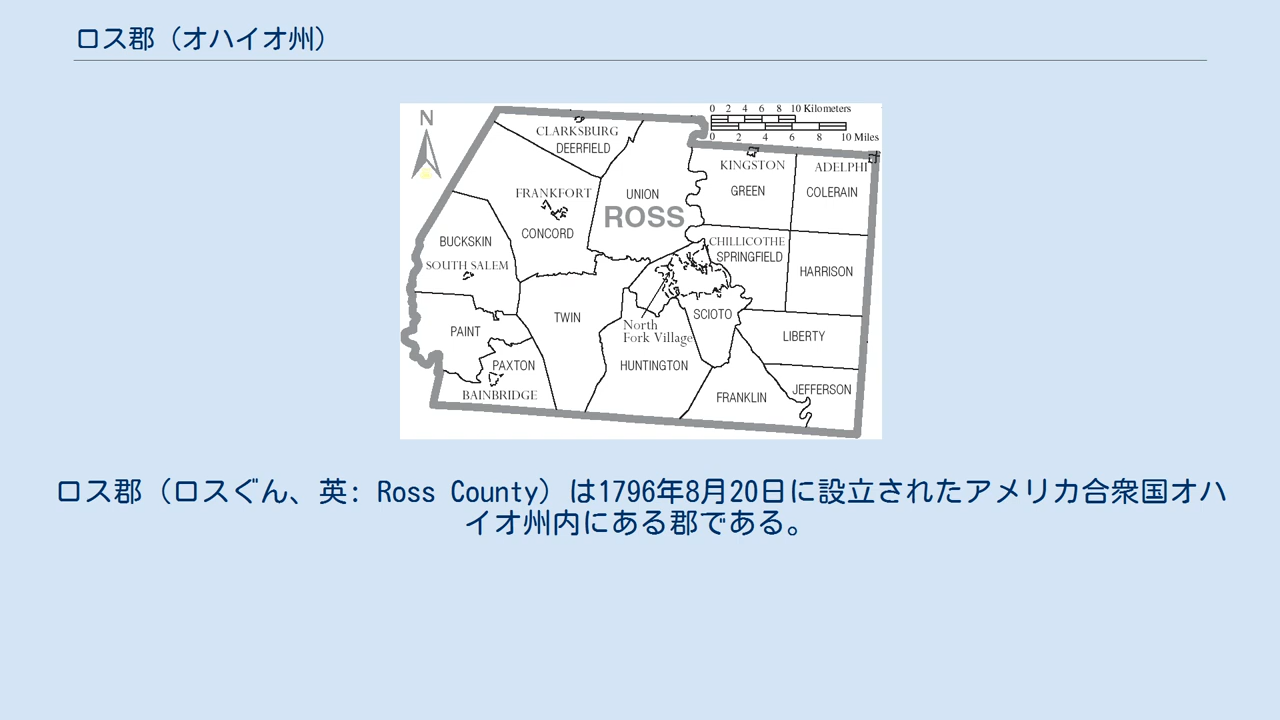 ロス郡（オハイオ州）
N
0 2 4 6 8 10 Kilometers
0 2 4 6 8 10 Miles
CLARKSBURG
DEERFIELD
KINGSTON
ADELPHI
FRANKFORT
UNION
GREEN
COLERAIN
ROSS
CONCORD
BUCKSKIN
CHILLICOTHE
SPRINGFIELD
SOUTH SALEM
HARRISON
TWIN
SCIOTO
North
Fork Village
PAINT
LIBERTY
PAXTON
HUNTINGTON
BAINBRIDGE
FRANKLIN
JEFFERSON
ロス郡（ロスぐん、英: Ross County）は1796年8月20日に設立されたアメリカ合衆国オハ
イオ州内にある郡である。